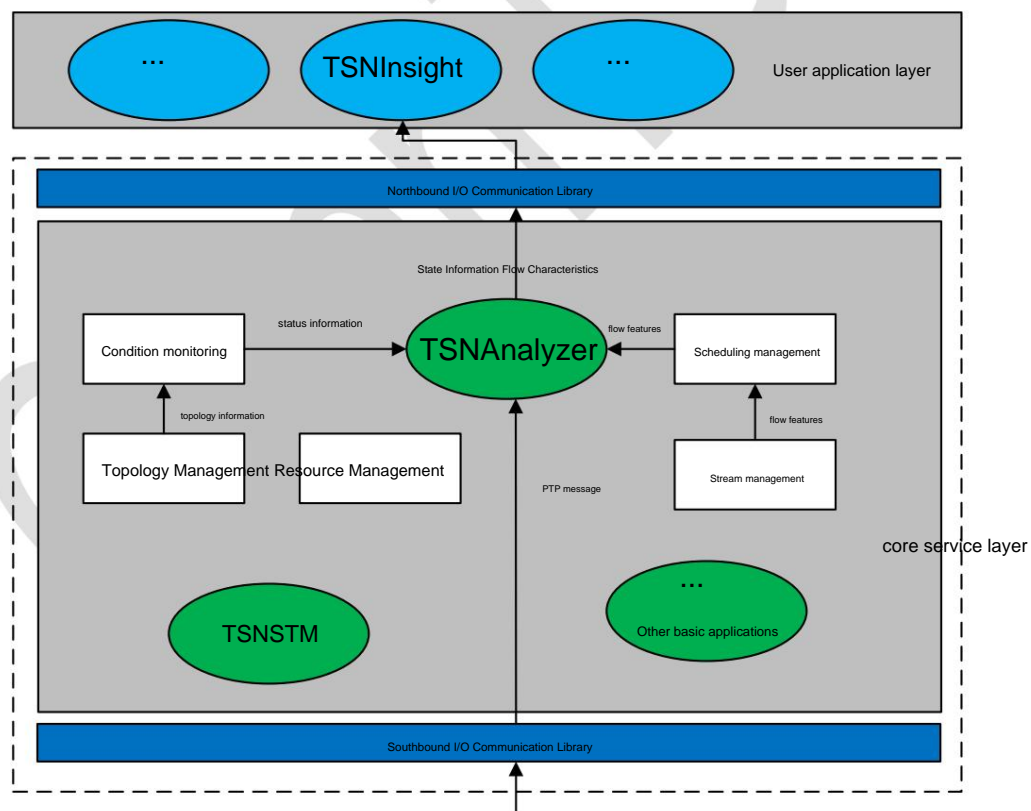 ...
TSNInsight
...
User application layer
Northbound I/O Communication Library
State Information Flow Characteristics
status information
flow features
Condition monitoring
TSNAnalyzer
Scheduling management
topology information
flow features
Topology Management Resource Management
Stream management
PTP message
core service layer
...
TSNSTM
Other basic applications
Southbound I/O Communication Library